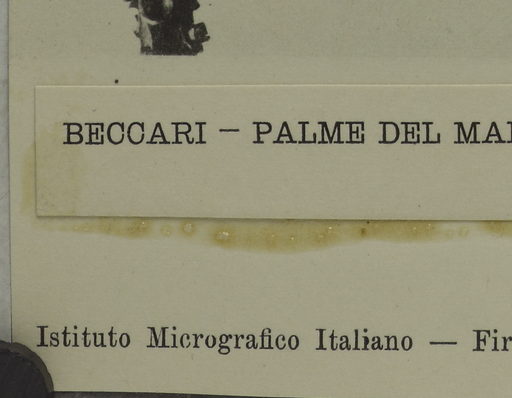 BECCARI — PALME DEL MA
Istituto Micrografico Italiano — Fir